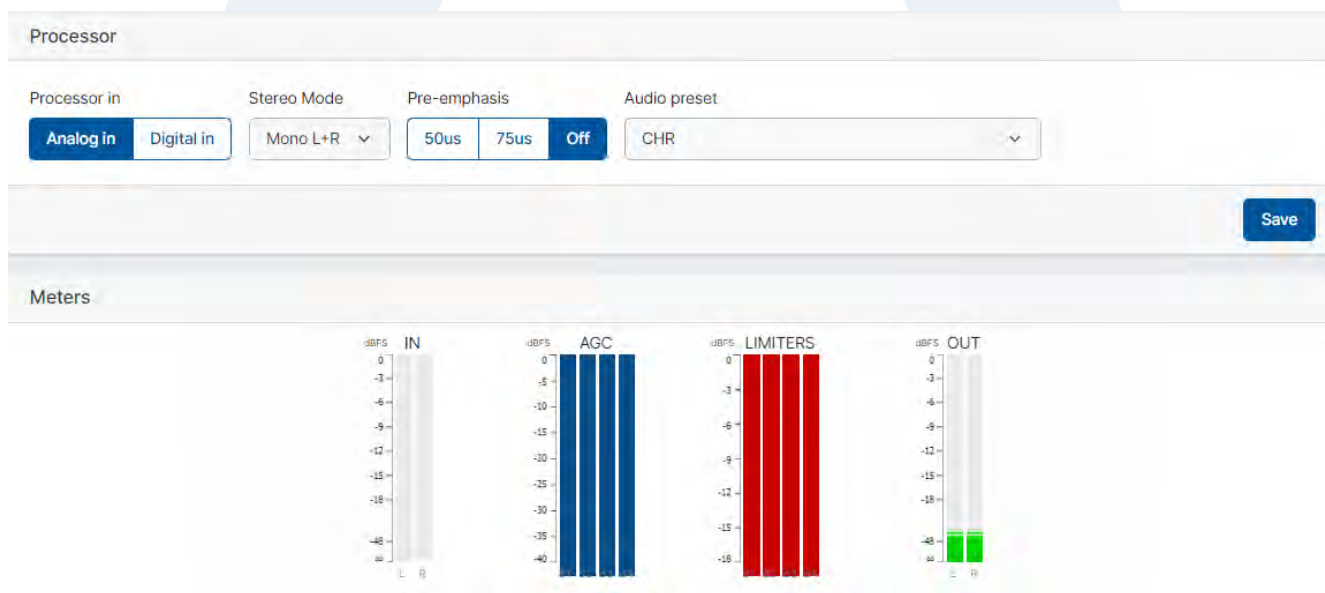 Processor
Processor in
Stereo Mode
Pre-emphasis
Audio preset
Analog in
Digital in
Mono L+R
50us
75us
Off
CHR
Save
Meters
dBFS IN
0
-3
-6
-9
-12
-15
-18
-48
∞
L R
dBFS AGC
0
-5
-10
-15
-20
-25
-30
-35
-40
dBFS LIMITERS
0
-3
-6
-9
-12
-15
-18
dBFS OUT
0
-3
-6
-9
-12
-15
-18
-48
∞
L R